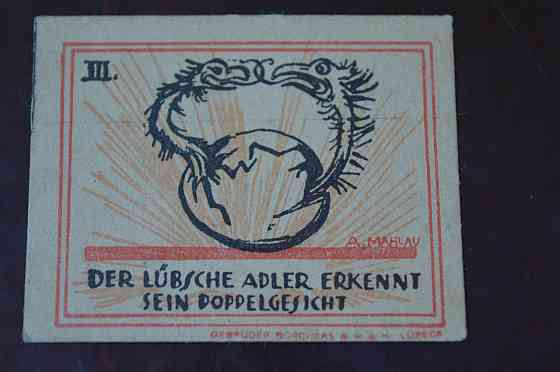 III.
A. MAHLAU
DER LÜBSCHE ADLER ERKENNT
SEIN DOPPELGESICHT
GEBRÜDER BORCHERS G. M. B. H. LÜBECK